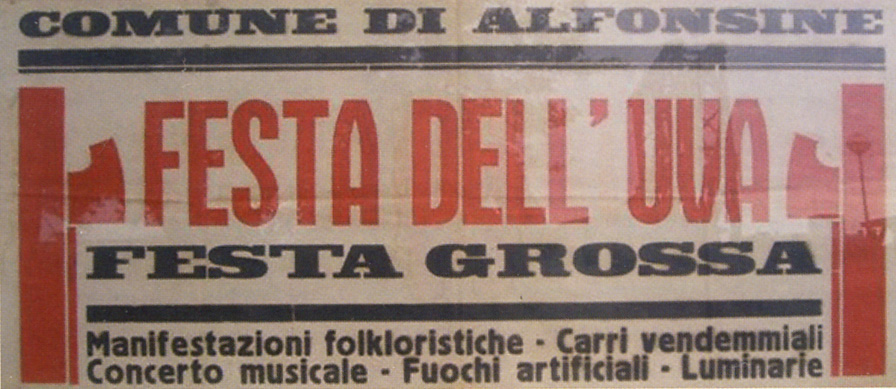 COMUNE DI ALFONSINE
FESTA DELL' UVA
FESTA GROSSA
Manifestazioni folkloristiche - Carri vendemmiali
Concerto musicale - Fuochi artificiali - Luminarie